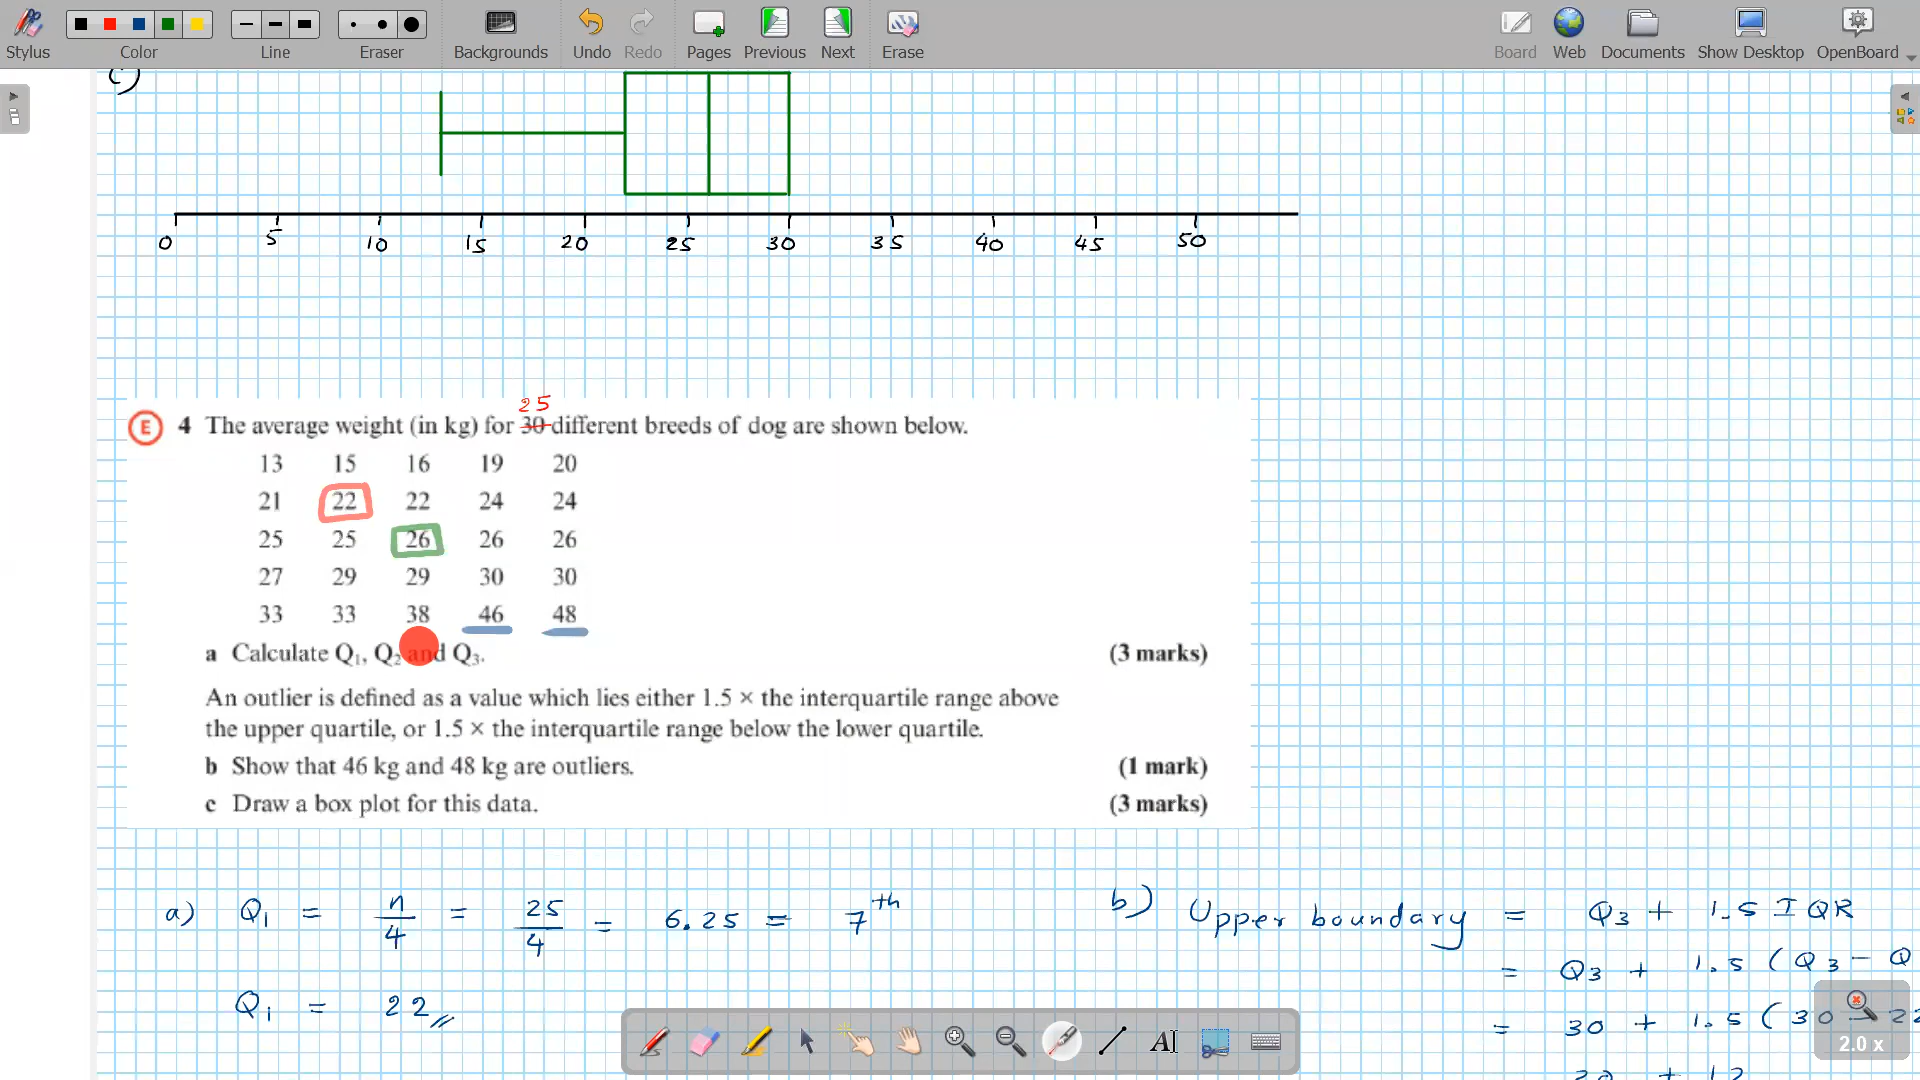 Stylus Color Line Eraser Backgrounds Undo Redo Pages Previous Next Erase Board Web Documents Show Desktop OpenBoard
0 5 10 15 20 25 30 35 40 45 50
25
E 4 The average weight (in kg) for 30 different breeds of dog are shown below.
13 15 16 19 20
21 22 22 24 24
25 25 26 26 26
27 29 29 30 30
33 33 38 46 48
a Calculate Q₁, Q₂ and Q₃. (3 marks)
An outlier is defined as a value which lies either 1.5 × the interquartile range above
the upper quartile, or 1.5 × the interquartile range below the lower quartile.
b Show that 46 kg and 48 kg are outliers. (1 mark)
c Draw a box plot for this data. (3 marks)
a) Q₁ = n/4 = 25/4 = 6.25 = 7th
Q₁ = 22
b) Upper boundary = Q₃ + 1.5 IQR
= Q₃ + 1.5 (Q₃ - Q
= 30 + 1.5 (30 - 22
30 + 12
2.0 x